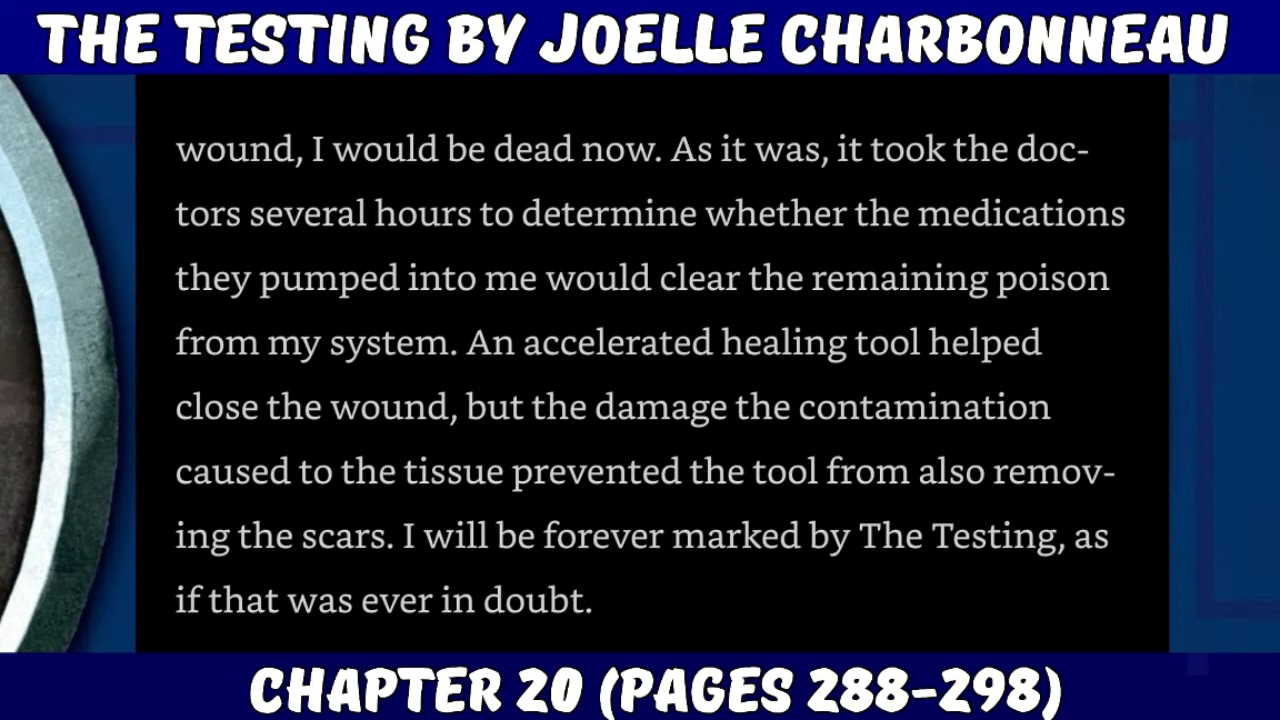 THE TESTING BY JOELLE CHARBONNEAU
wound, I would be dead now. As it was, it took the doc-
tors several hours to determine whether the medications
they pumped into me would clear the remaining poison
from my system. An accelerated healing tool helped
close the wound, but the damage the contamination
caused to the tissue prevented the tool from also remov-
ing the scars. I will be forever marked by The Testing, as
if that was ever in doubt.
CHAPTER 20 (PAGES 288-298)